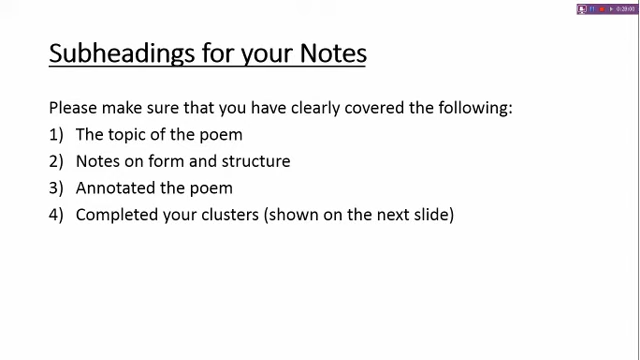 Subheadings for your Notes
Please make sure that you have clearly covered the following:
1) The topic of the poem
2) Notes on form and structure
3) Annotated the poem
4) Completed your clusters (shown on the next slide)